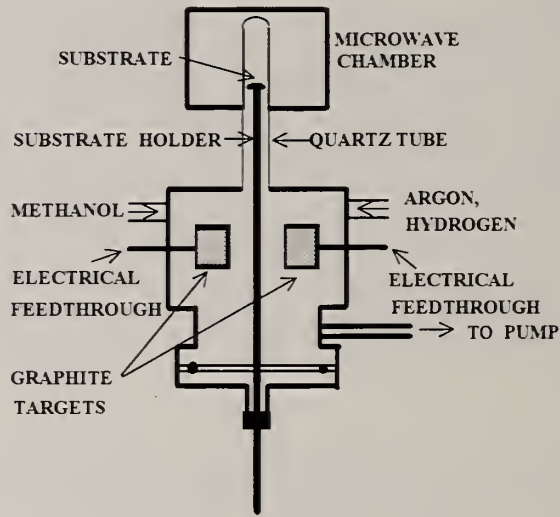 SUBSTRATE
MICROWAVE
CHAMBER
SUBSTRATE HOLDER
QUARTZ TUBE
METHANOL
ARGON,
HYDROGEN
ELECTRICAL
FEEDTHROUGH
ELECTRICAL
FEEDTHROUGH
TO PUMP
GRAPHITE
TARGETS